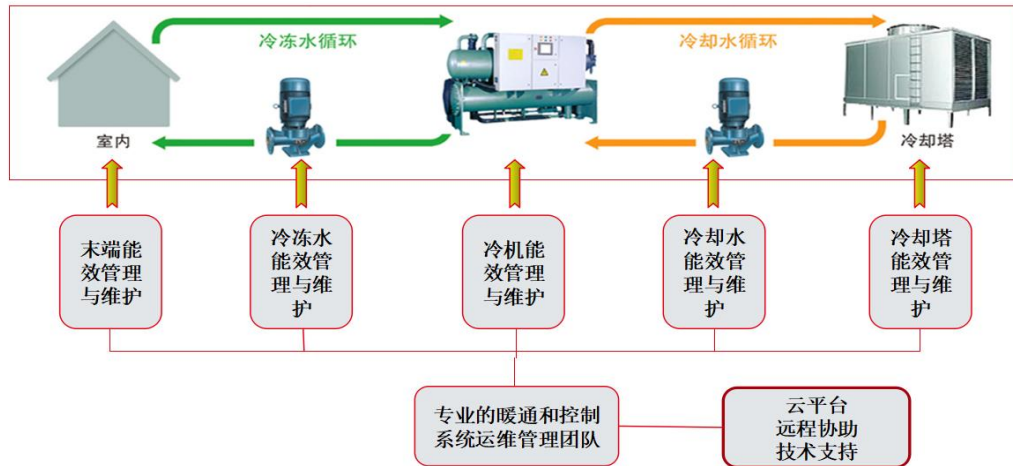 冷冻水循环
冷却水循环
室内
冷却塔
末端能
效管理
与维护
冷冻水
能效管
理与维
护
冷机能
效管理
与维护
冷却水
能效管
理与维
护
冷却塔
能效管
理与维
护
专业的暖通和控制
系统运维管理团队
云平台
远程协助
技术支持